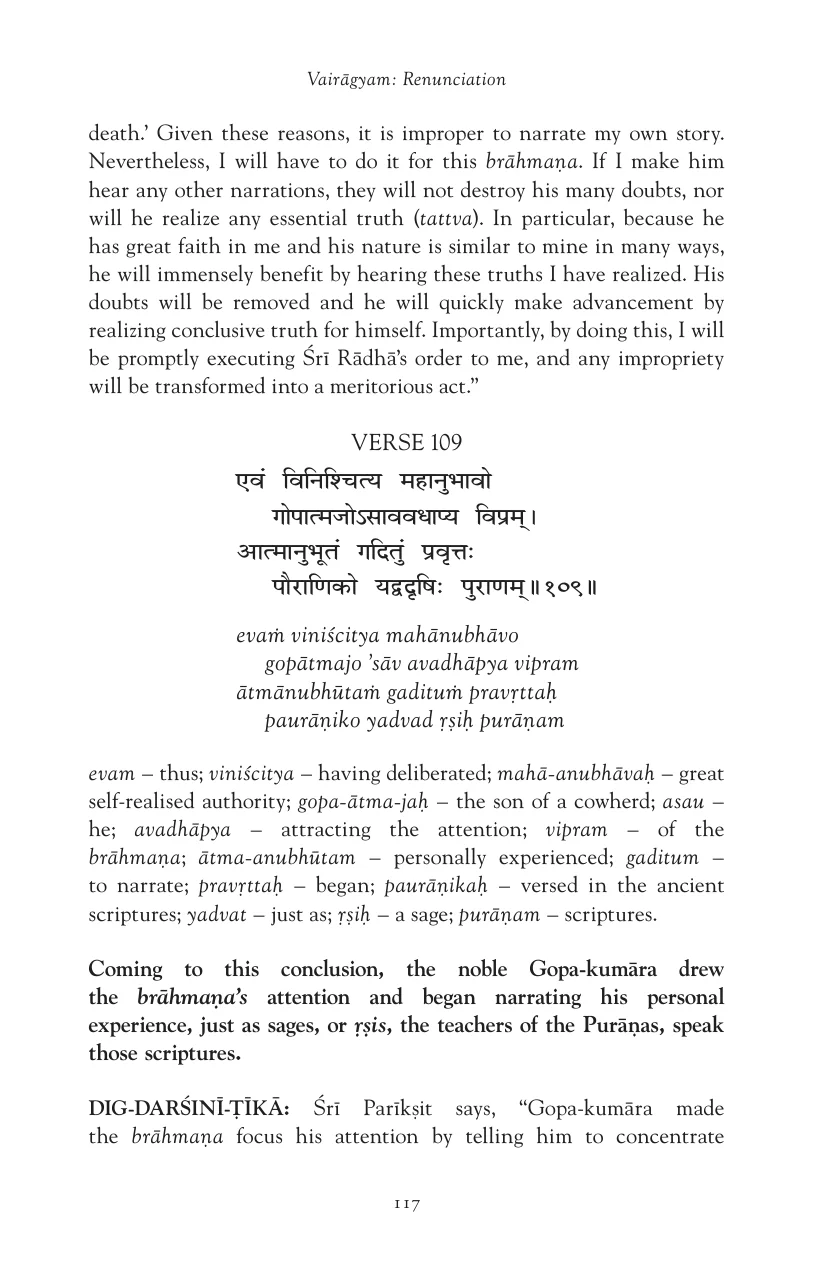 Vairāgyam: Renunciation
death.’ Given these reasons, it is improper to narrate my own story.
Nevertheless, I will have to do it for this brāhmaṇa. If I make him
hear any other narrations, they will not destroy his many doubts, nor
will he realize any essential truth (tattva). In particular, because he
has great faith in me and his nature is similar to mine in many ways,
he will immensely benefit by hearing these truths I have realized. His
doubts will be removed and he will quickly make advancement by
realizing conclusive truth for himself. Importantly, by doing this, I will
be promptly executing Śrī Rādhā’s order to me, and any impropriety
will be transformed into a meritorious act.”
VERSE 109
एवं विनिश्चित्य महानुभावो
गोपात्मजोऽसाववधाप्य विप्रम्।
आत्मानुभूतं गदितुं प्रवृत्तः
पौराणिको यद्वदृषिः पुराणम्॥१०९॥
evaṁ viniścitya mahānubhāvo
gopātmajo ’sāv avadhāpya vipram
ātmānubhūtaṁ gadituṁ pravṛttaḥ
paurāṇiko yadvad ṛṣiḥ purāṇam
evam – thus; viniścitya – having deliberated; mahā-anubhāvaḥ – great
self-realised authority; gopa-ātma-jaḥ – the son of a cowherd; asau –
he; avadhāpya – attracting the attention; vipram – of the
brāhmaṇa; ātma-anubhūtam – personally experienced; gaditum –
to narrate; pravṛttaḥ – began; paurāṇikaḥ – versed in the ancient
scriptures; yadvat – just as; ṛṣiḥ – a sage; purāṇam – scriptures.
Coming to this conclusion, the noble Gopa-kumāra drew
the brāhmaṇa’s attention and began narrating his personal
experience, just as sages, or ṛṣis, the teachers of the Purāṇas, speak
those scriptures.
DIG-DARŚINĪ-ṬĪKĀ: Śrī Parīkṣit says, “Gopa-kumāra made
the brāhmaṇa focus his attention by telling him to concentrate
117